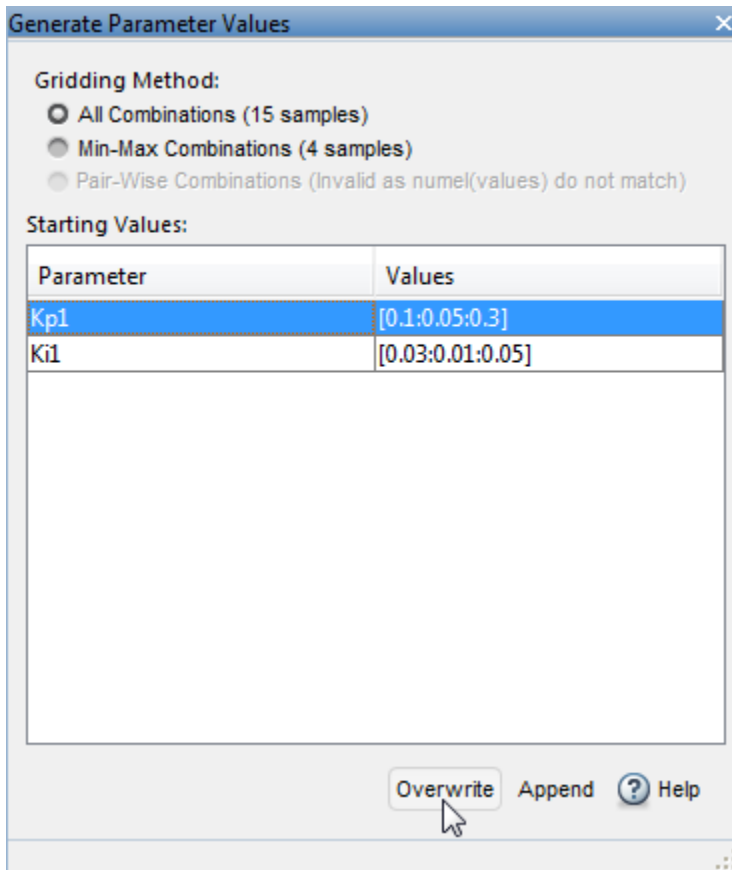 Generate Parameter Values
Gridding Method:
All Combinations (15 samples)
Min-Max Combinations (4 samples)
Pair-Wise Combinations (Invalid as numel(values) do not match)
Starting Values:
Parameter Values
Kp1 [0.1:0.05:0.3]
Ki1 [0.03:0.01:0.05]
Overwrite Append ? Help